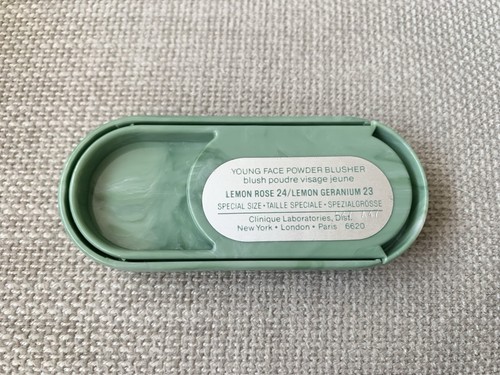 YOUNG FACE POWDER BLUSHER
blush poudre visage jeune
LEMON ROSE 24/LEMON GERANIUM 23
SPECIAL SIZE • TAILLE SPECIALE • SPEZIALGRÖSSE
Clinique Laboratories, Dist.
New York • London • Paris 6620